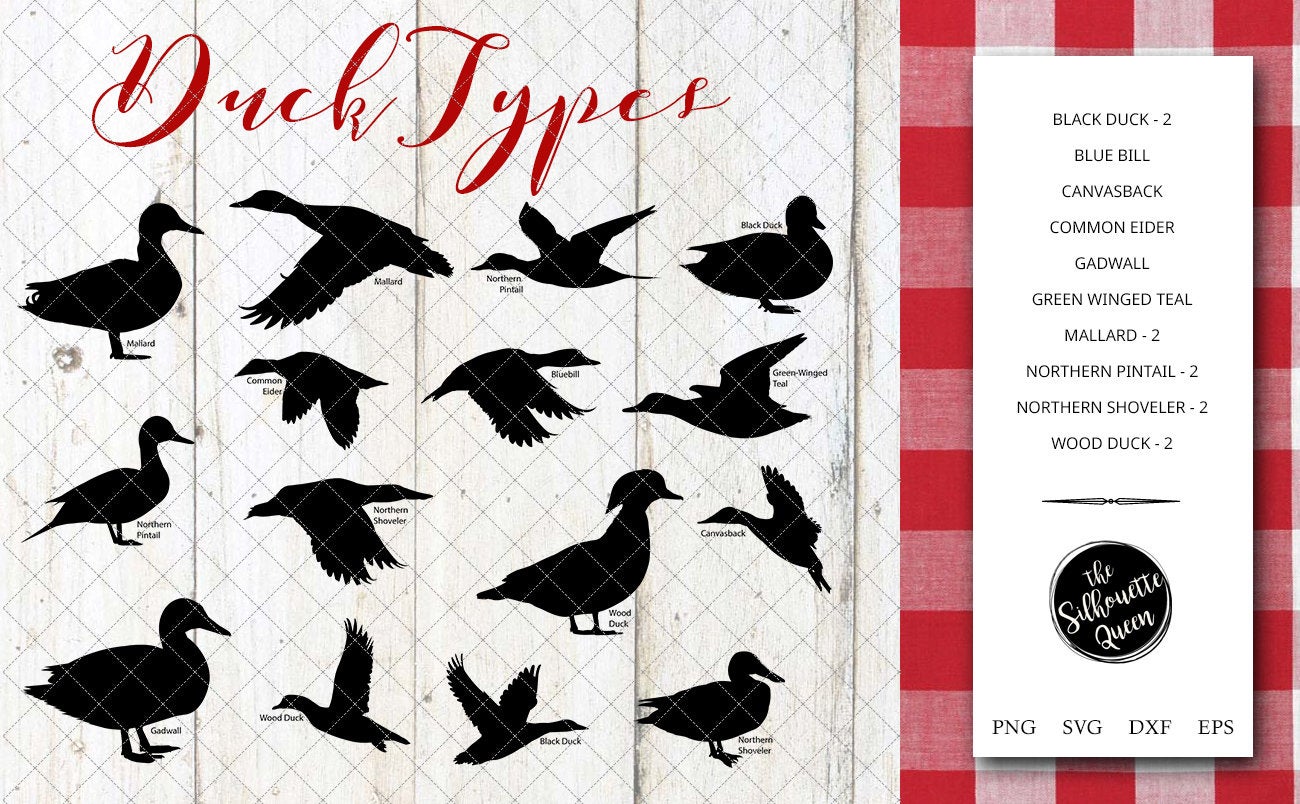 Duck Types
Mallard
Mallard
Northern
Pintail
Black Duck
Common
Eider
Bluebill
Green-Winged
Teal
Northern
Pintail
Northern
Shoveler
Wood
Duck
Canvasback
Gadwall
Wood Duck
Black Duck
Northern
Shoveler
BLACK DUCK - 2
BLUE BILL
CANVASBACK
COMMON EIDER
GADWALL
GREEN WINGED TEAL
MALLARD - 2
NORTHERN PINTAIL - 2
NORTHERN SHOVELER - 2
WOOD DUCK - 2
the
Silhouette
Queen
PNG SVG DXF EPS